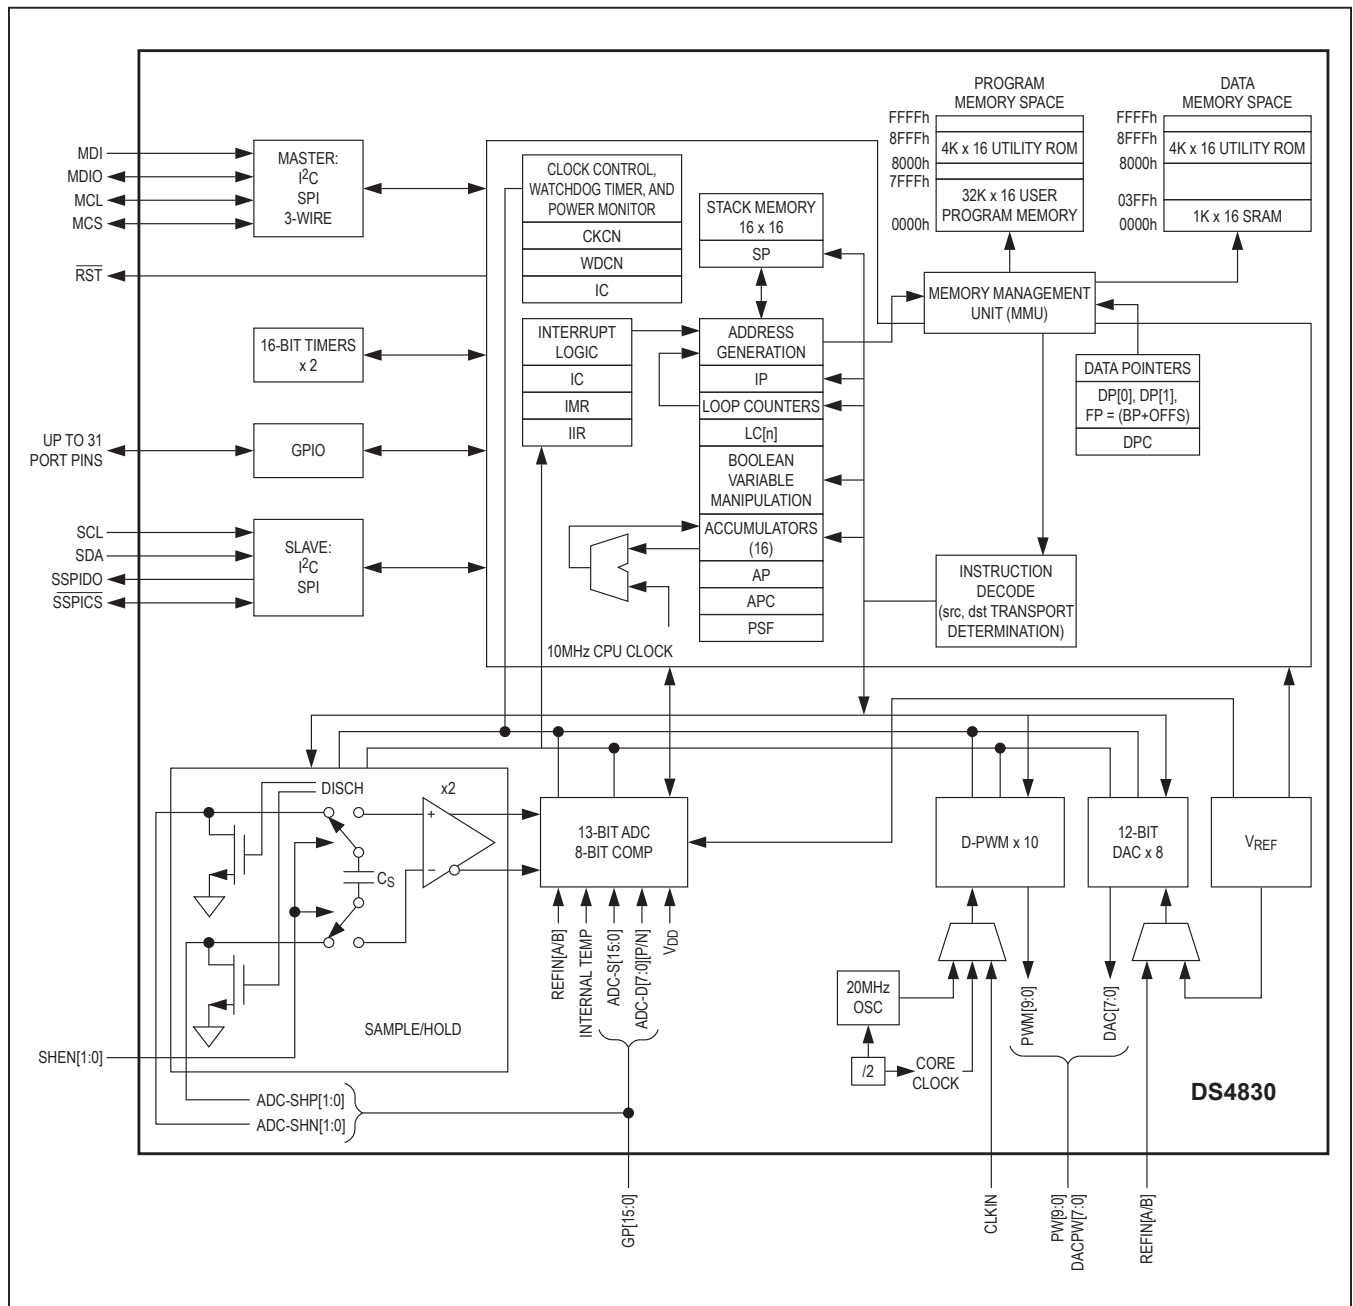 PROGRAM
MEMORY SPACE
DATA
MEMORY SPACE
FFFFh
8FFFh
8000h
7FFFh
0000h
4K x 16 UTILITY ROM
32K x 16 USER
PROGRAM MEMORY
FFFFh
8FFFh
8000h
03FFh
0000h
4K x 16 UTILITY ROM
1K x 16 SRAM
MDI
MDIO
MCL
MCS
MASTER:
I2C
SPI
3-WIRE
RST
CLOCK CONTROL,
WATCHDOG TIMER, AND
POWER MONITOR
CKCN
WDCN
IC
STACK MEMORY
16 x 16
SP
MEMORY MANAGEMENT
UNIT (MMU)
16-BIT TIMERS
x 2
INTERRUPT
LOGIC
IC
IMR
IIR
ADDRESS
GENERATION
IP
LOOP COUNTERS
LC[n]
BOOLEAN
VARIABLE
MANIPULATION
ACCUMULATORS
(16)
AP
APC
PSF
DATA POINTERS
DP[0], DP[1],
FP = (BP+OFFS)
DPC
UP TO 31
PORT PINS
GPIO
SCL
SDA
SSPIDO
SSPICS
SLAVE:
I2C
SPI
INSTRUCTION
DECODE
(src, dst TRANSPORT
DETERMINATION)
10MHz CPU CLOCK
DISCH
x2
+
−
CS
SAMPLE/HOLD
13-BIT ADC
8-BIT COMP
D-PWM x 10
12-BIT
DAC x 8
VREF
REFIN[A/B]
INTERNAL TEMP
ADC-S[15:0]
ADC-D[7:0][P/N]
VDD
20MHz
OSC
/2
CORE
CLOCK
PWM[9:0]
DAC[7:0]
SHEN[1:0]
ADC-SHP[1:0]
ADC-SHN[1:0]
DS4830
GP[15:0]
CLKIN
PW[9:0]
DACPW[7:0]
REFIN[A/B]